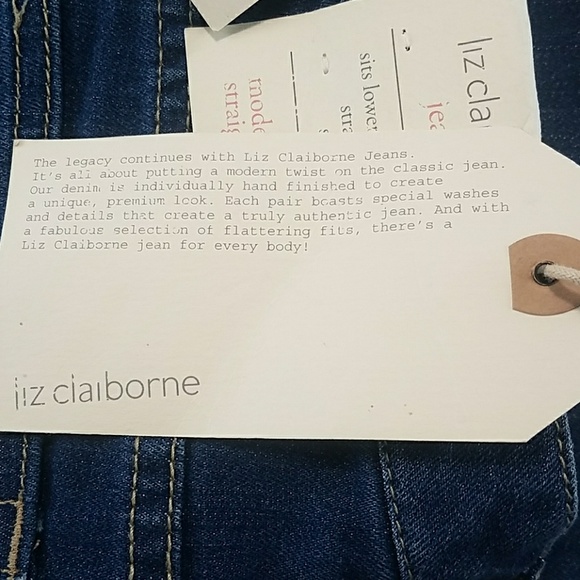 liz cla
jea
sits lower
stra
s
mode
straig
The legacy continues with Liz Claiborne Jeans.
It's all about putting a modern twist on the classic jean.
Our denim is individually hand finished to create
a unique, premium look. Each pair boasts special washes
and details that create a truly authentic jean. And with
a fabulous selection of flattering fits, there's a
Liz Claiborne jean for every body!
liz claiborne